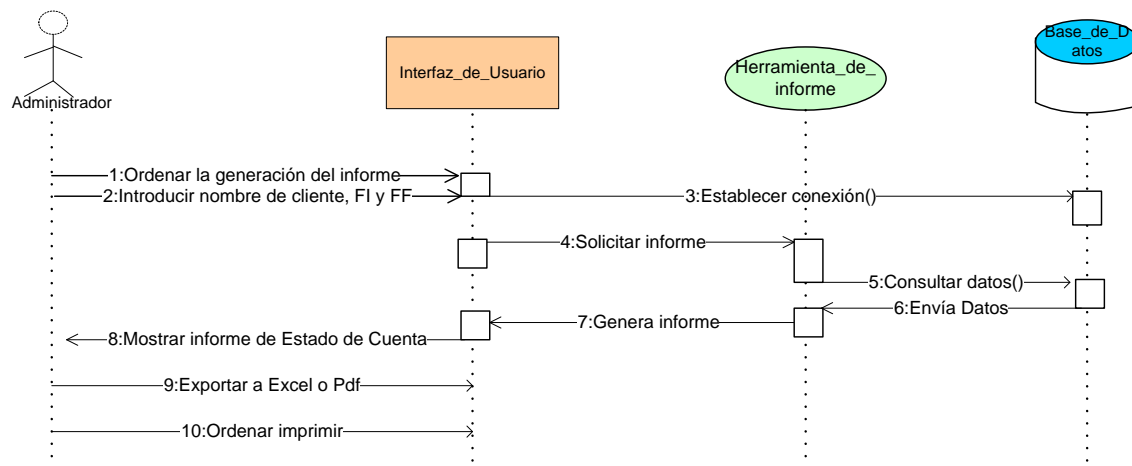 Base_de_D
atos
Interfaz_de_Usuario
Herramienta_de_
informe
Administrador
1:Ordenar la generación del informe
2:Introducir nombre de cliente, FI y FF
3:Establecer conexión()
4:Solicitar informe
5:Consultar datos()
6:Envía Datos
7:Genera informe
8:Mostrar informe de Estado de Cuenta
9:Exportar a Excel o Pdf
10:Ordenar imprimir